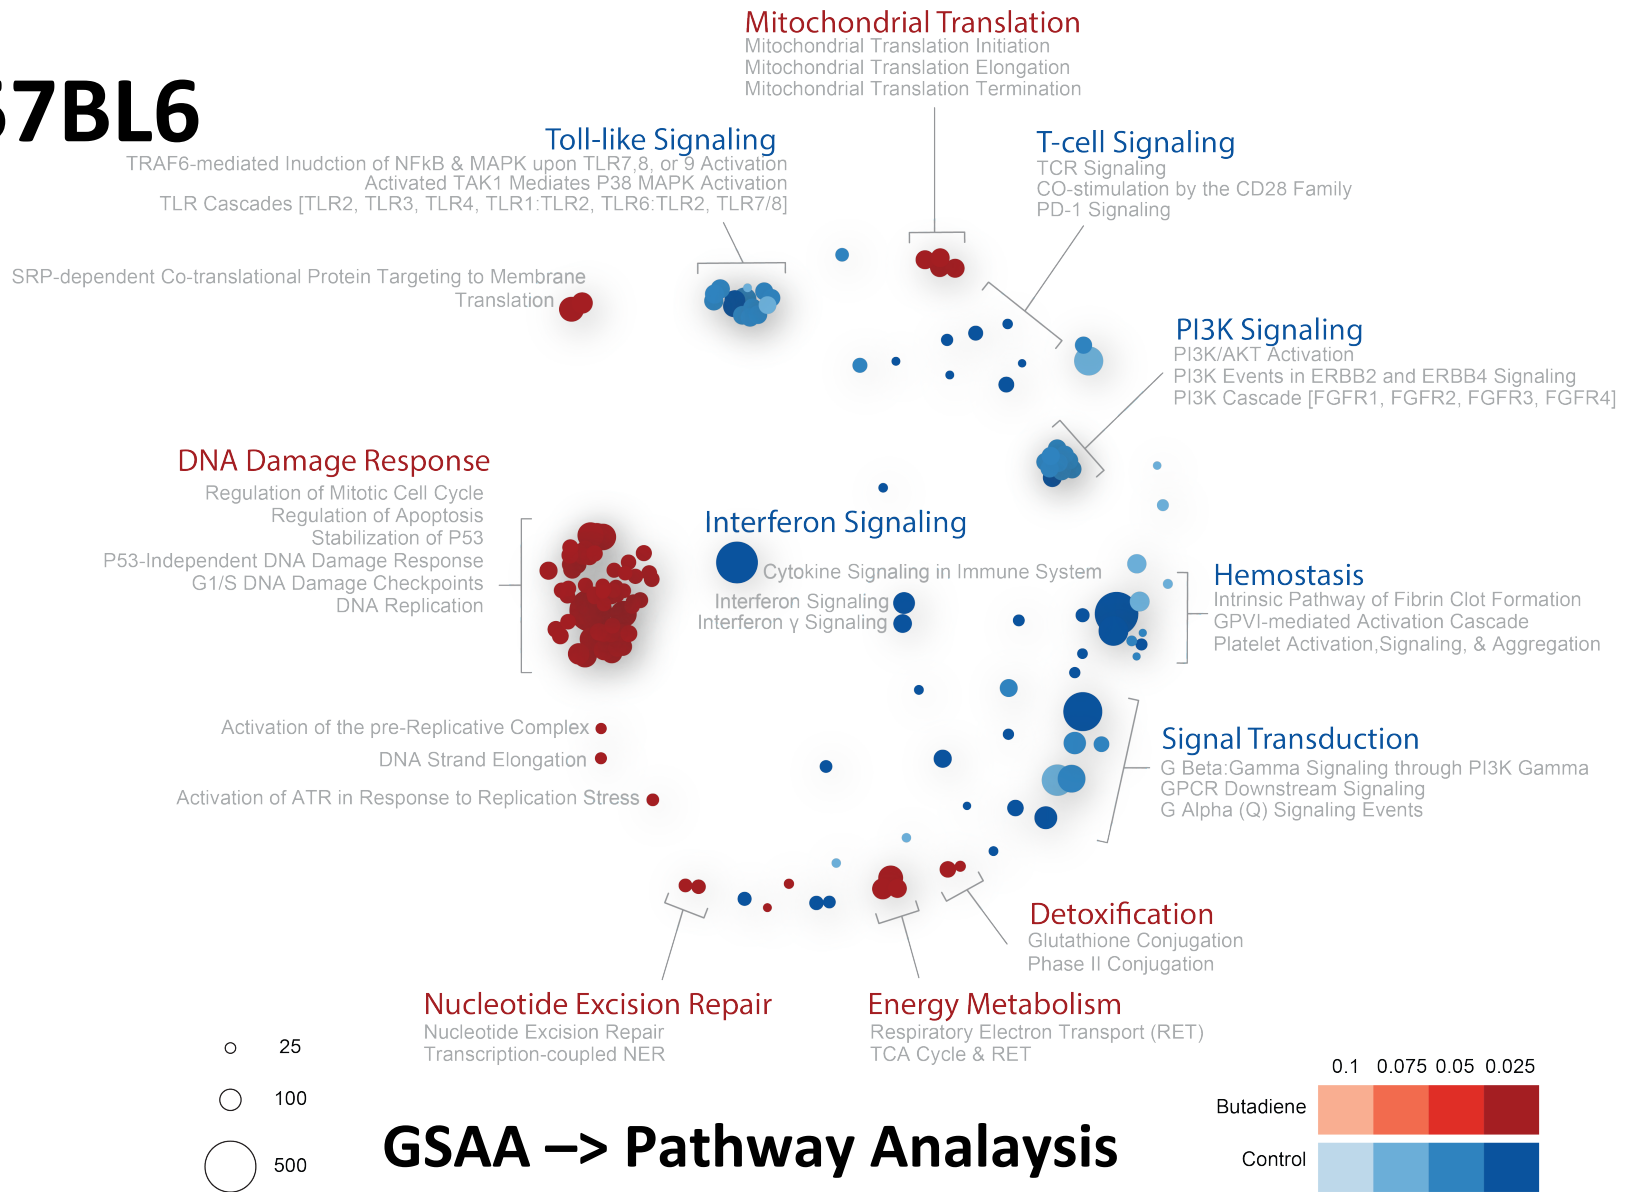 Mitochondrial Translation
Mitochondrial Translation Initiation
Mitochondrial Translation Elongation
Mitochondrial Translation Termination
57BL6
Toll-like Signaling
TRAF6-mediated Inudction of NFkB & MAPK upon TLR7,8, or 9 Activation
Activated TAK1 Mediates P38 MAPK Activation
TLR Cascades [TLR2, TLR3, TLR4, TLR1:TLR2, TLR6:TLR2, TLR7/8]
T-cell Signaling
TCR Signaling
CO-stimulation by the CD28 Family
PD-1 Signaling
SRP-dependent Co-translational Protein Targeting to Membrane
Translation
PI3K Signaling
PI3K/AKT Activation
PI3K Events in ERBB2 and ERBB4 Signaling
PI3K Cascade [FGFR1, FGFR2, FGFR3, FGFR4]
DNA Damage Response
Regulation of Mitotic Cell Cycle
Regulation of Apoptosis
Stabilization of P53
P53-Independent DNA Damage Response
G1/S DNA Damage Checkpoints
DNA Replication
Interferon Signaling
Cytokine Signaling in Immune System
Interferon Signaling
Interferon γ Signaling
Hemostasis
Intrinsic Pathway of Fibrin Clot Formation
GPVI-mediated Activation Cascade
Platelet Activation,Signaling, & Aggregation
Activation of the pre-Replicative Complex
DNA Strand Elongation
Activation of ATR in Response to Replication Stress
Signal Transduction
G Beta:Gamma Signaling through PI3K Gamma
GPCR Downstream Signaling
G Alpha (Q) Signaling Events
Detoxification
Glutathione Conjugation
Phase II Conjugation
Nucleotide Excision Repair
Nucleotide Excision Repair
Transcription-coupled NER
Energy Metabolism
Respiratory Electron Transport (RET)
TCA Cycle & RET
25
100
500
GSAA –> Pathway Analaysis
0.1 0.075 0.05 0.025
Butadiene
Control